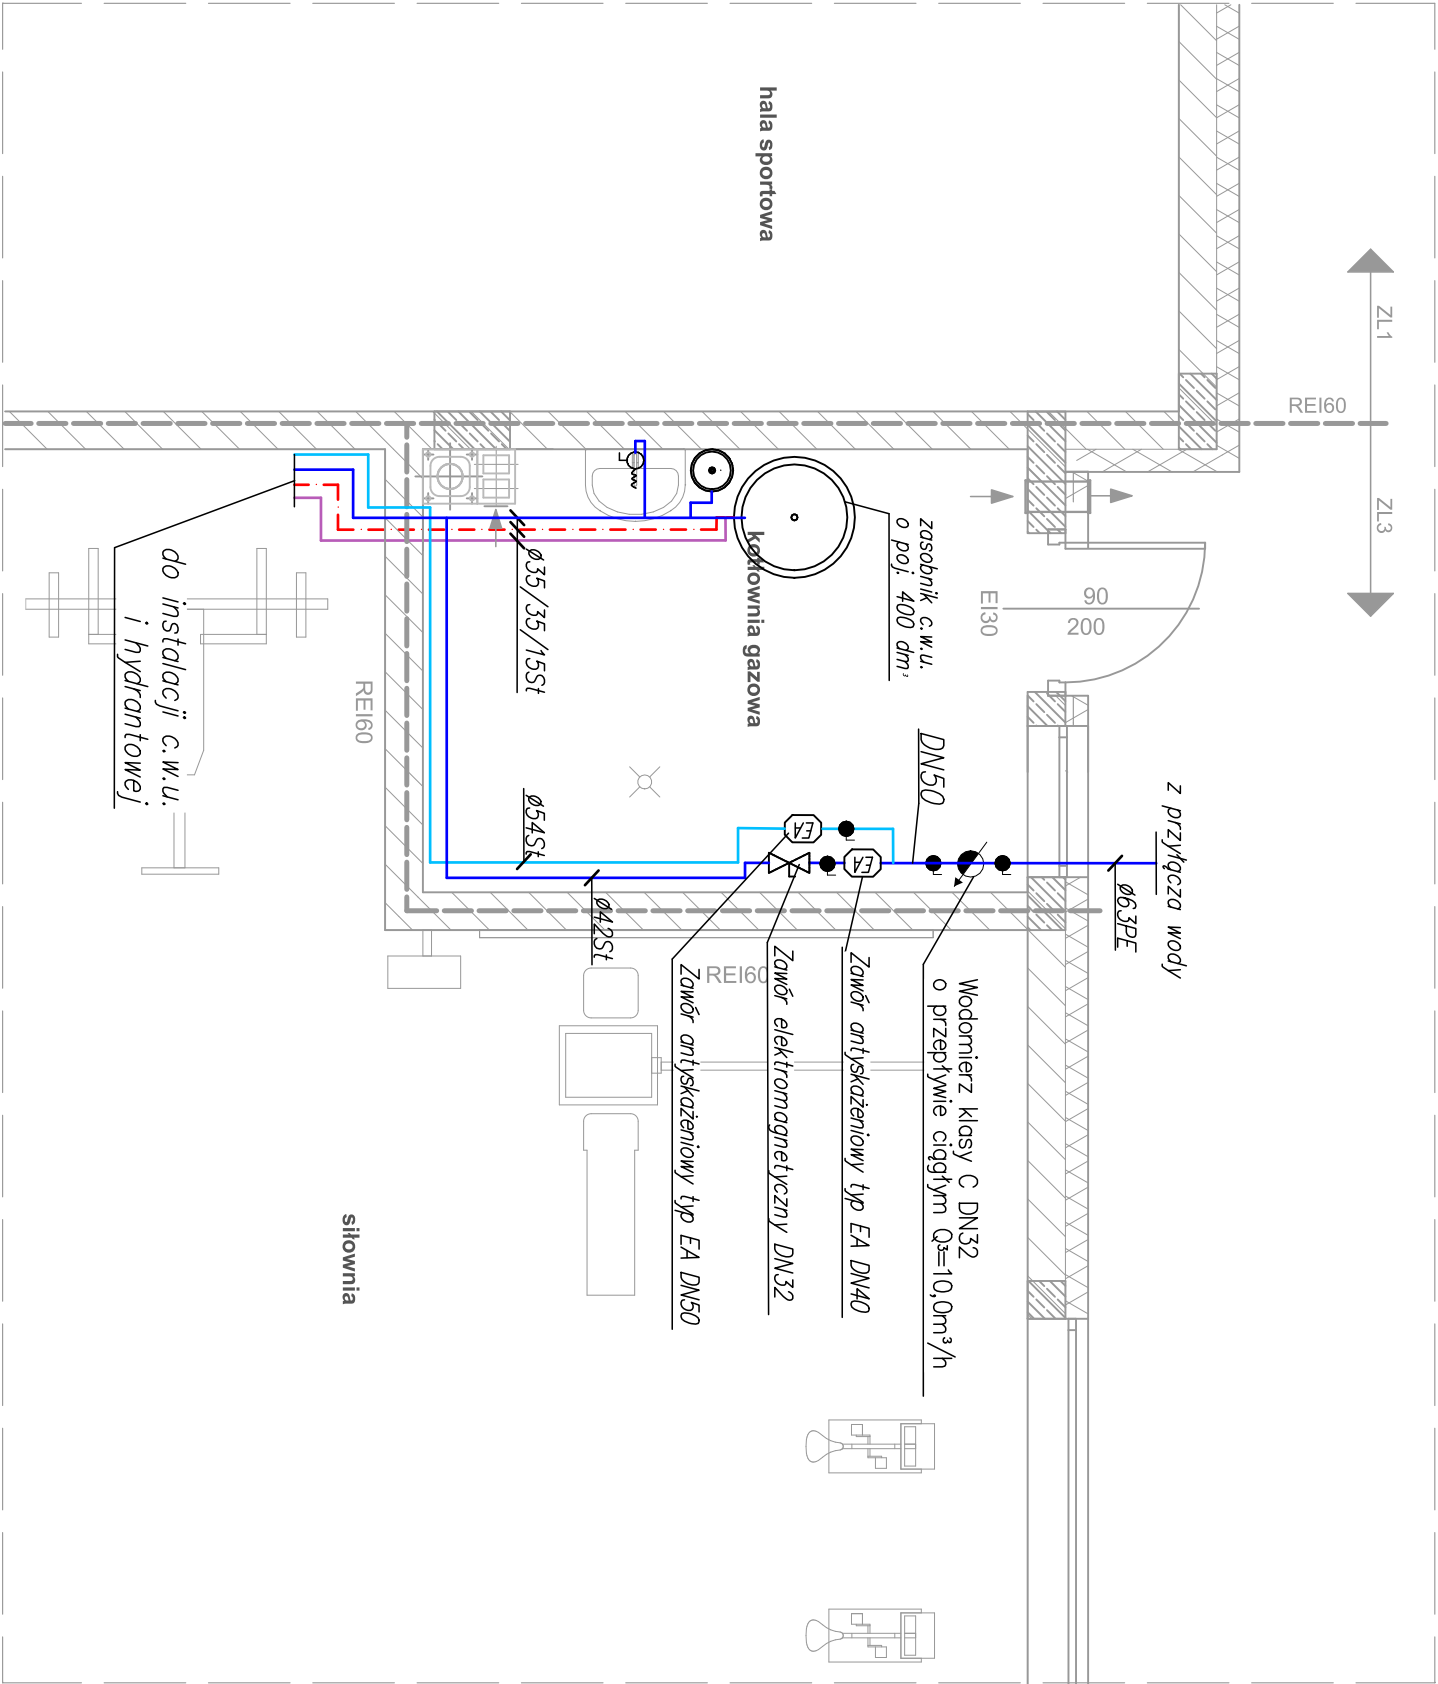 hala sportowa
ZL1
ZL3
REI60
zasobnik c.w.u.
o poj. 400 dm³
kotłownia gazowa
90
200
EI30
ø35/35/15St
do instalacji c.w.u.
i hydrantowej
REI60
DN50
z przyłącza wody
ø63PE
ø54St
ø42St
EA
EA
REI60
Wodomierz klasy C DN32
o przepływie ciągłym Q3=10,0m³/h
Zawór antyskażeniowy typ EA DN40
Zawór elektromagnetyczny DN32
Zawór antyskażeniowy typ EA DN50
siłownia